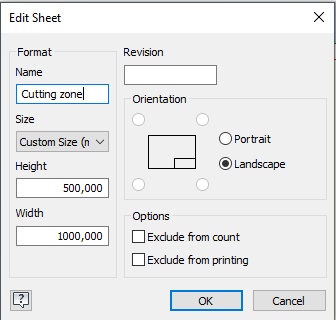 Edit Sheet
Format
Name
Cutting zone
Size
Custom Size (n
Height
500,000
Width
1000,000
Revision
Orientation
Portrait
Landscape
Options
Exclude from count
Exclude from printing
?
OK
Cancel